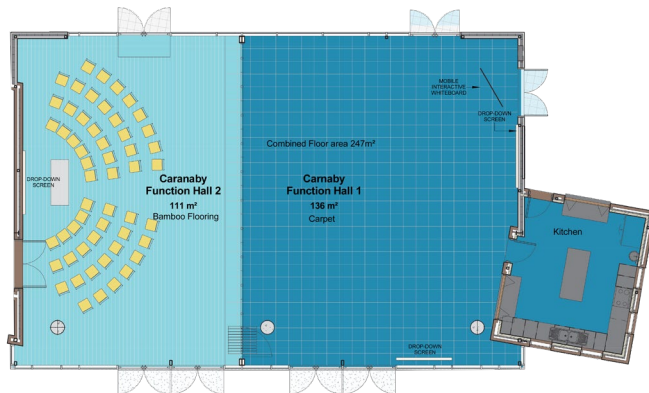 MOBILE
INTERACTIVE
WHITEBOARD
DROP-DOWN
SCREEN
Combined Floor area 247m²
DROP-DOWN
SCREEN
Caranaby
Function Hall 2
111 m²
Bamboo Flooring
Carnaby
Function Hall 1
136 m²
Carpet
Kitchen
DROP-DOWN
SCREEN